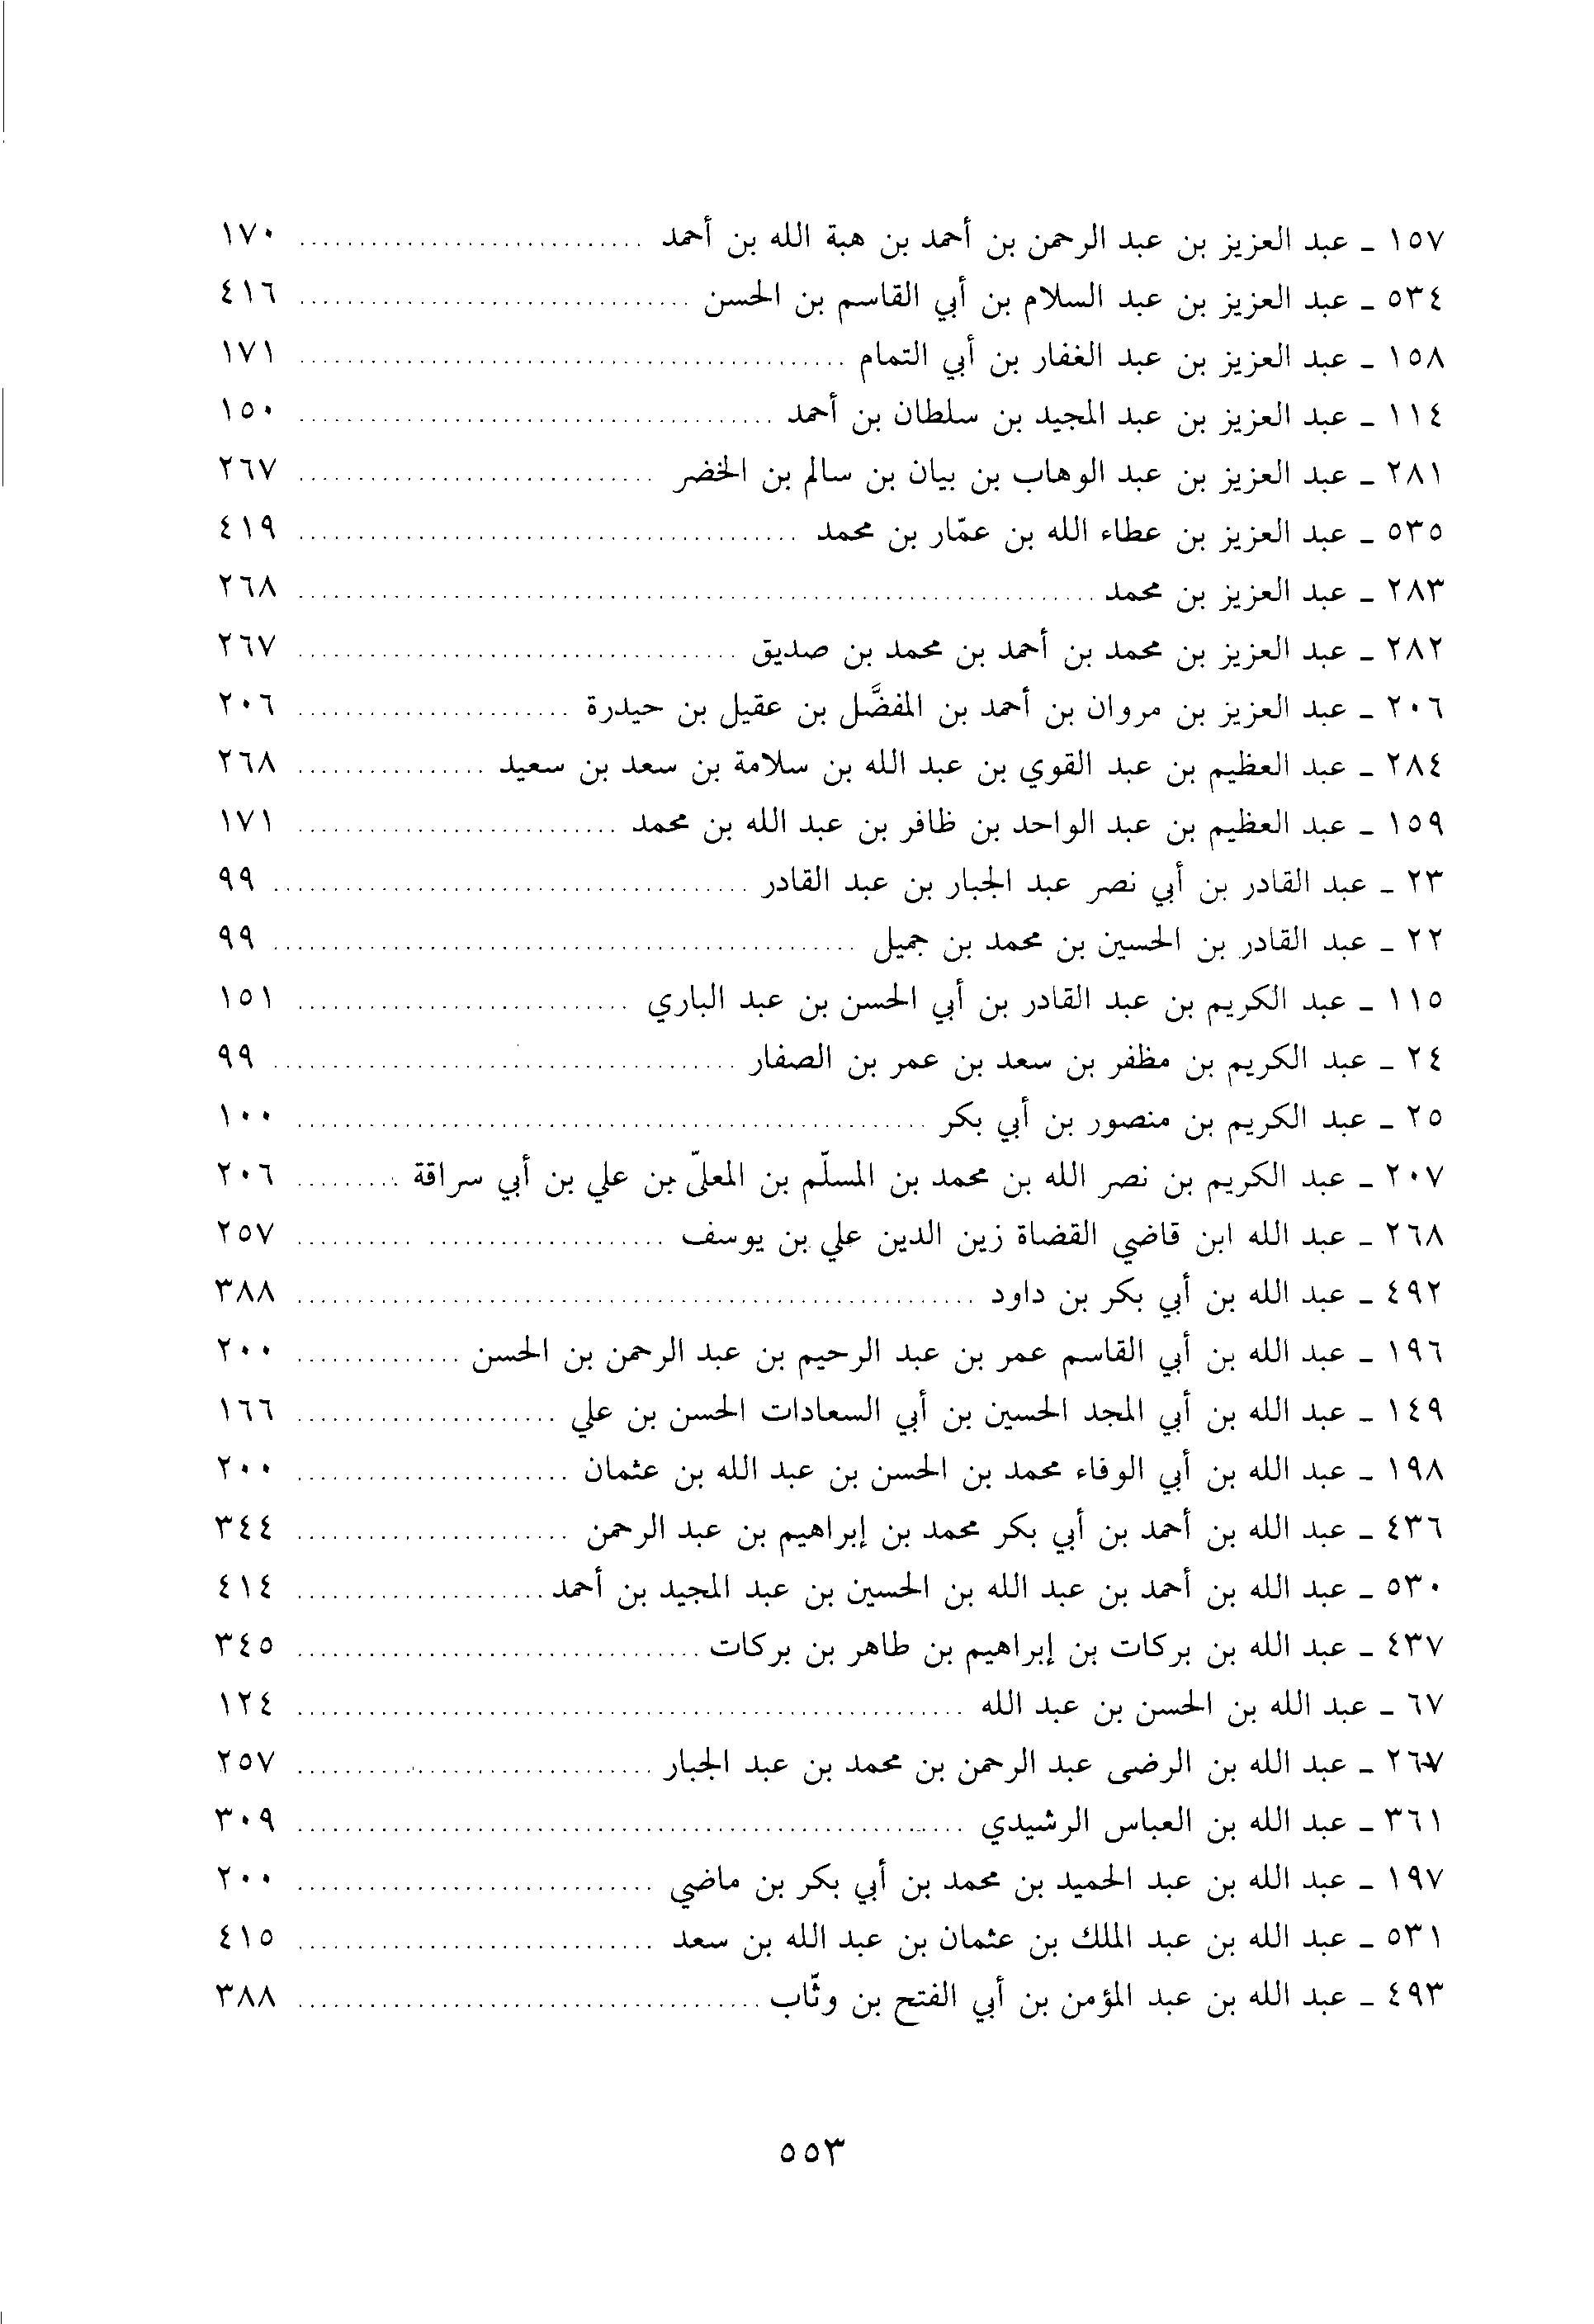 ١٥٧ ـ عبد العزيز بن عبد الرحمن بن أحمد بن هبة الله بن أحمد ............................ ١٧٠
٥٣٤ ـ عبد العزيز بن عبد السلام بن أبي القاسم بن الحسن ............................ ٤١٦
١٥٨ ـ عبد العزيز بن عبد الغفار بن أبي التمام ............................ ١٧١
١١٤ ـ عبد العزيز بن عبد المجيد بن سلطان بن أحمد ............................ ١٥٠
٢٨١ ـ عبد العزيز بن عبد الوهاب بن بيان بن سالم بن الخضر ............................ ٢٦٧
٥٣٥ ـ عبد العزيز بن عطاء الله بن عمّار بن محمد ............................ ٤١٩
٢٨٣ ـ عبد العزيز بن محمد ............................ ٢٦٨
٢٨٢ ـ عبد العزيز بن محمد بن أحمد بن محمد بن صديق ............................ ٢٦٧
٢٠٦ ـ عبد العزيز بن مروان بن أحمد بن المفضَّل بن عقيل بن حيدرة ....................... ٢٠٦
٢٨٤ ـ عبد العظيم بن عبد القوي بن عبد الله بن سلامة بن سعد بن سعيد ................ ٢٦٨
١٥٩ ـ عبد العظيم بن عبد الواحد بن ظافر بن عبد الله بن محمد ........................... ١٧١
٢٣ ـ عبد القادر بن أبي نصر عبد الجبار بن عبد القادر ............................ ٩٩
٢٢ ـ عبد القادر بن الحسين بن محمد بن جميل ............................ ٩٩
١١٥ ـ عبد الكريم بن عبد القادر بن أبي الحسن بن عبد الباري ............................ ١٥١
٢٤ ـ عبد الكريم بن مظفر بن سعد بن عمر بن الصفار ............................ ٩٩
٢٥ ـ عبد الكريم بن منصور بن أبي بكر ............................ ١٠٠
٢٠٧ ـ عبد الكريم بن نصر الله بن محمد بن المسلّم بن المعلّى بن علي بن أبي سراقة ......... ٢٠٦
٢٦٨ ـ عبد الله ابن قاضي القضاة زين الدين علي بن يوسف ............................ ٢٥٧
٤٩٢ ـ عبد الله بن أبي بكر بن داود ............................ ٣٨٨
١٩٦ ـ عبد الله بن أبي القاسم عمر بن عبد الرحيم بن عبد الرحمن بن الحسن .............. ٢٠٠
١٤٩ ـ عبد الله بن أبي المجد الحسين بن أبي السعادات الحسن بن علي ...................... ١٦٦
١٩٨ ـ عبد الله بن أبي الوفاء محمد بن الحسن بن عبد الله بن عثمان ....................... ٢٠٠
٤٣٦ ـ عبد الله بن أحمد بن أبي بكر محمد بن إبراهيم بن عبد الرحمن ....................... ٣٤٤
٥٣٠ ـ عبد الله بن أحمد بن عبد الله بن الحسين بن عبد المجيد بن أحمد ..................... ٤١٤
٤٣٧ ـ عبد الله بن بركات بن إبراهيم بن طاهر بن بركات ............................ ٣٤٥
٦٧ ـ عبد الله بن الحسن بن عبد الله ............................ ١٢٤
٢٦٧ ـ عبد الله بن الرضى عبد الرحمن بن محمد بن عبد الجبار ............................ ٢٥٧
٣٦١ ـ عبد الله بن العباس الرشيدي ............................ ٣٠٩
١٩٧ ـ عبد الله بن عبد الحميد بن محمد بن أبي بكر بن ماضي ............................ ٢٠٠
٥٣١ ـ عبد الله بن عبد الملك بن عثمان بن عبد الله بن سعد ............................ ٤١٥
٤٩٣ ـ عبد الله بن عبد المؤمن بن أبي الفتح بن وثّاب ............................ ٣٨٨
٥٥٣